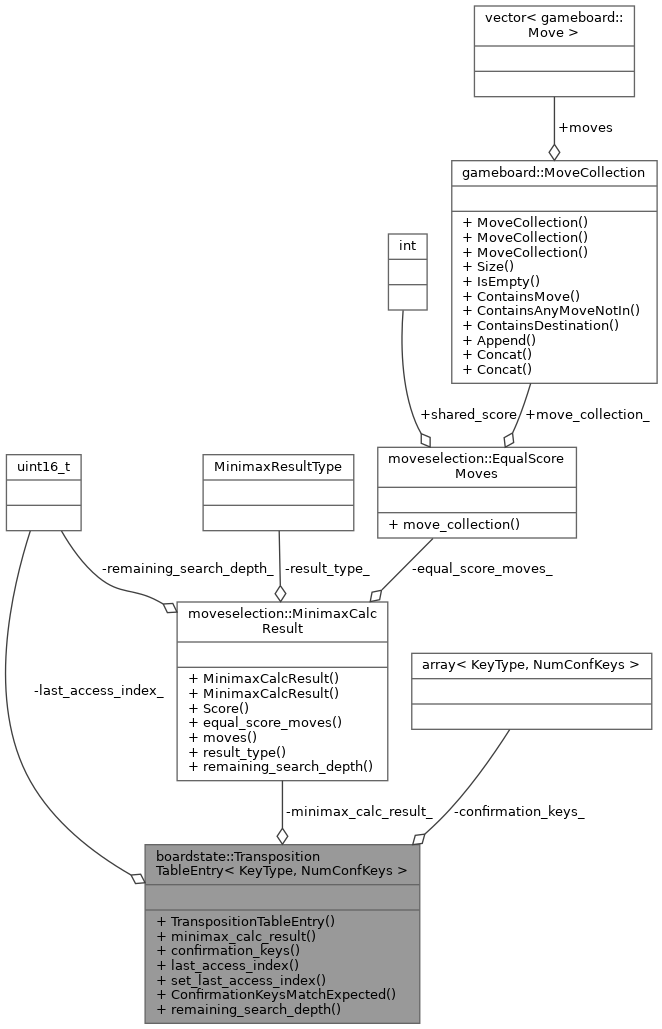 vector< gameboard::
Move >
+moves
gameboard::MoveCollection
+ MoveCollection()
+ MoveCollection()
+ MoveCollection()
+ Size()
+ IsEmpty()
+ ContainsMove()
+ ContainsAnyMoveNotIn()
+ ContainsDestination()
+ Append()
+ Concat()
+ Concat()
int
+shared_score
+move_collection_
moveselection::EqualScore
Moves
+ move_collection()
uint16_t
MinimaxResultType
-remaining_search_depth_
-result_type_
-equal_score_moves_
moveselection::MinimaxCalc
Result
+ MinimaxCalcResult()
+ MinimaxCalcResult()
+ Score()
+ equal_score_moves()
+ moves()
+ result_type()
+ remaining_search_depth()
array< KeyType, NumConfKeys >
-last_access_index_
-minimax_calc_result_
-confirmation_keys_
boardstate::Transposition
TableEntry< KeyType, NumConfKeys >
+ TranspositionTableEntry()
+ minimax_calc_result()
+ confirmation_keys()
+ last_access_index()
+ set_last_access_index()
+ ConfirmationKeysMatchExpected()
+ remaining_search_depth()